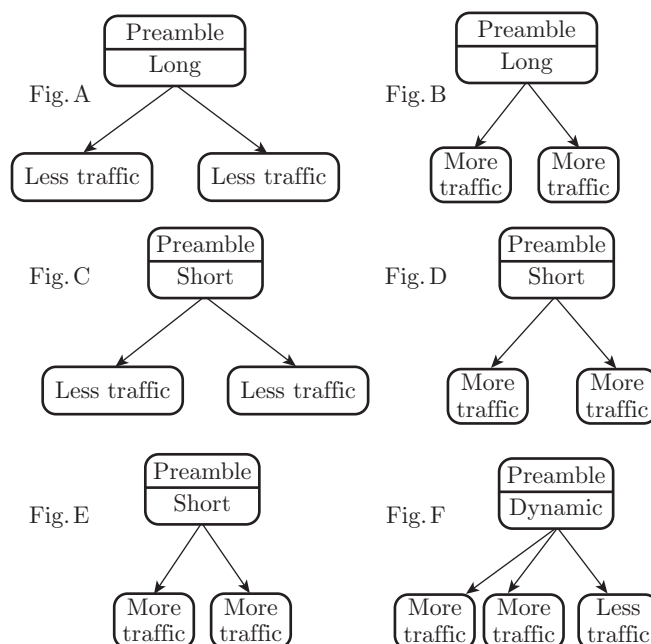 Preamble
Long
Fig. A
Less traffic
Less traffic
Preamble
Long
Fig. B
More
traffic
More
traffic
Preamble
Short
Fig. C
Less traffic
Less traffic
Preamble
Short
Fig. D
More
traffic
More
traffic
Preamble
Short
Fig. E
More
traffic
More
traffic
Preamble
Dynamic
Fig. F
More
traffic
More
traffic
Less
traffic